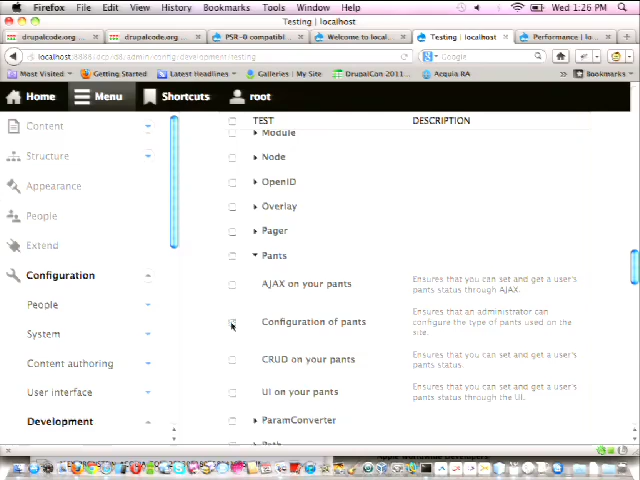 Firefox File Edit View History Bookmarks Tools Window Help Wed 1:26 PM
Testing | localhost
drupalcode.org ... drupalcode.org ... PSR-0 compatibl... Welcome to local... Testing | localhost Performance | lo...
localhost:8888/acp/d8/admin/config/development/testing Google
Most Visited Getting Started Latest Headlines Galleries | My Site DrupalCon 2011... Acquia RA Bookmarks
Home Menu Shortcuts root
TEST DESCRIPTION
Content
Module
Structure
Node
Appearance
OpenID
People
Overlay
Extend
Pager
Configuration
Pants
People
AJAX on your pants
Ensures that you can set and get a user's
pants status through AJAX.
System
Configuration of pants
Ensures that an administrator can
configure the type of pants used on the
site.
Content authoring
CRUD on your pants
Ensures that you can set and get a user's
pants status.
User interface
UI on your pants
Ensures that you can set and get a user's
pants status through the UI.
Development
ParamConverter
Path